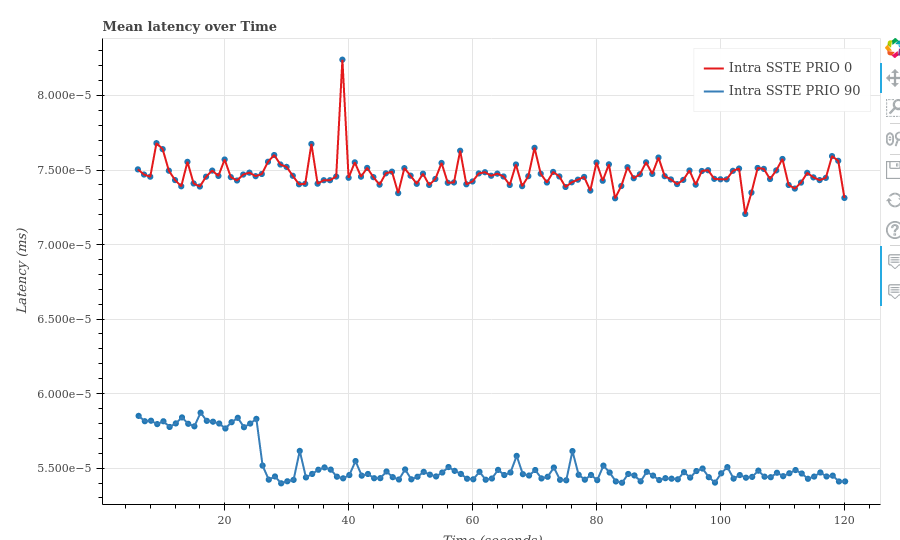 Mean latency over Time
Intra SSTE PRIO 0
Intra SSTE PRIO 90
Latency (ms)
8.000e−5
7.500e−5
7.000e−5
6.500e−5
6.000e−5
5.500e−5
20 40 60 80 100 120
Time (seconds)